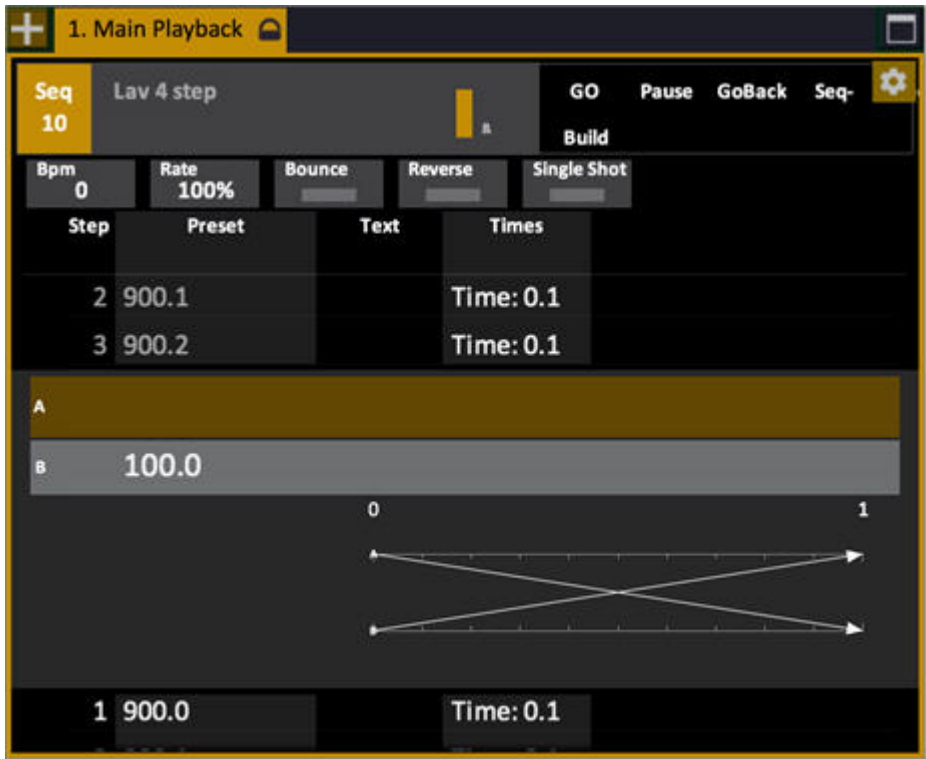 1. Main Playback
Seq Lav 4 step GO Pause GoBack Seq-
10 B Build
Bpm Rate Bounce Reverse Single Shot
0 100%
Step Preset Text Times
2 900.1 Time: 0.1
3 900.2 Time: 0.1
A
B 100.0
0 1
A
B
1 900.0 Time: 0.1